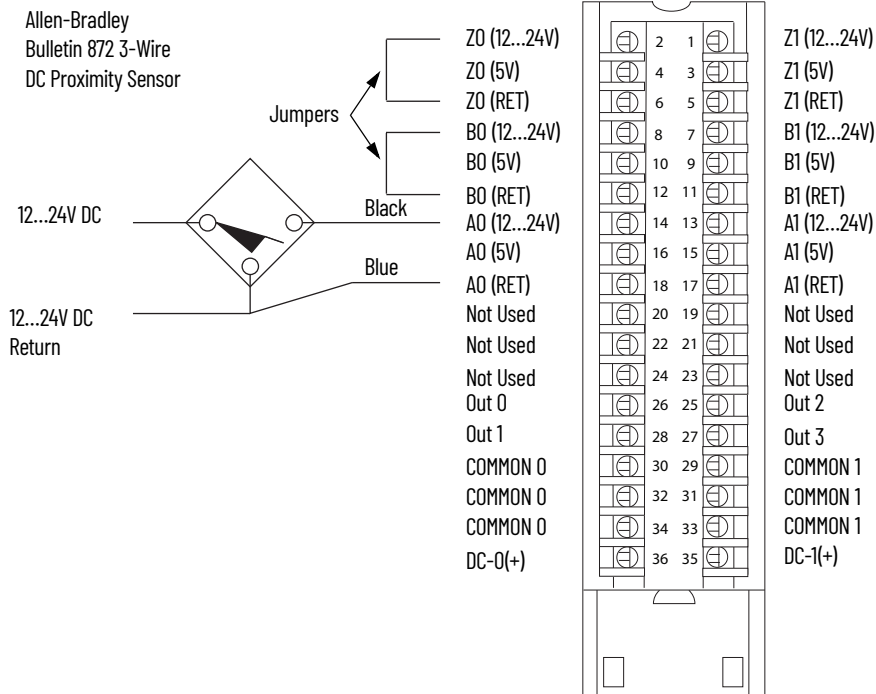 Allen-Bradley
Bulletin 872 3-Wire
DC Proximity Sensor
Jumpers
12...24V DC
Black
Blue
12...24V DC
Return
Z0 (12...24V) 2 1 Z1 (12...24V)
Z0 (5V) 4 3 Z1 (5V)
Z0 (RET) 6 5 Z1 (RET)
B0 (12...24V) 8 7 B1 (12...24V)
B0 (5V) 10 9 B1 (5V)
B0 (RET) 12 11 B1 (RET)
A0 (12...24V) 14 13 A1 (12...24V)
A0 (5V) 16 15 A1 (5V)
A0 (RET) 18 17 A1 (RET)
Not Used 20 19 Not Used
Not Used 22 21 Not Used
Not Used 24 23 Not Used
Out 0 26 25 Out 2
Out 1 28 27 Out 3
COMMON 0 30 29 COMMON 1
COMMON 0 32 31 COMMON 1
COMMON 0 34 33 COMMON 1
DC-0(+) 36 35 DC-1(+)